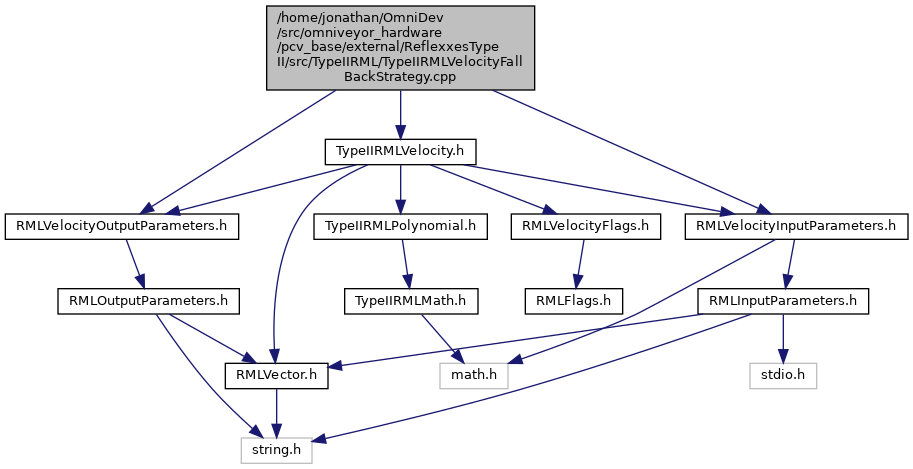 /home/jonathan/OmniDev
/src/omniveyor_hardware
/pcv_base/external/ReflexxesType
II/src/TypeIIRML/TypeIIRMLVelocityFall
BackStrategy.cpp
TypeIIRMLVelocity.h
RMLVelocityOutputParameters.h
TypeIIRMLPolynomial.h
RMLVelocityFlags.h
RMLVelocityInputParameters.h
RMLOutputParameters.h
TypeIIRMLMath.h
RMLFlags.h
RMLInputParameters.h
RMLVector.h
math.h
stdio.h
string.h